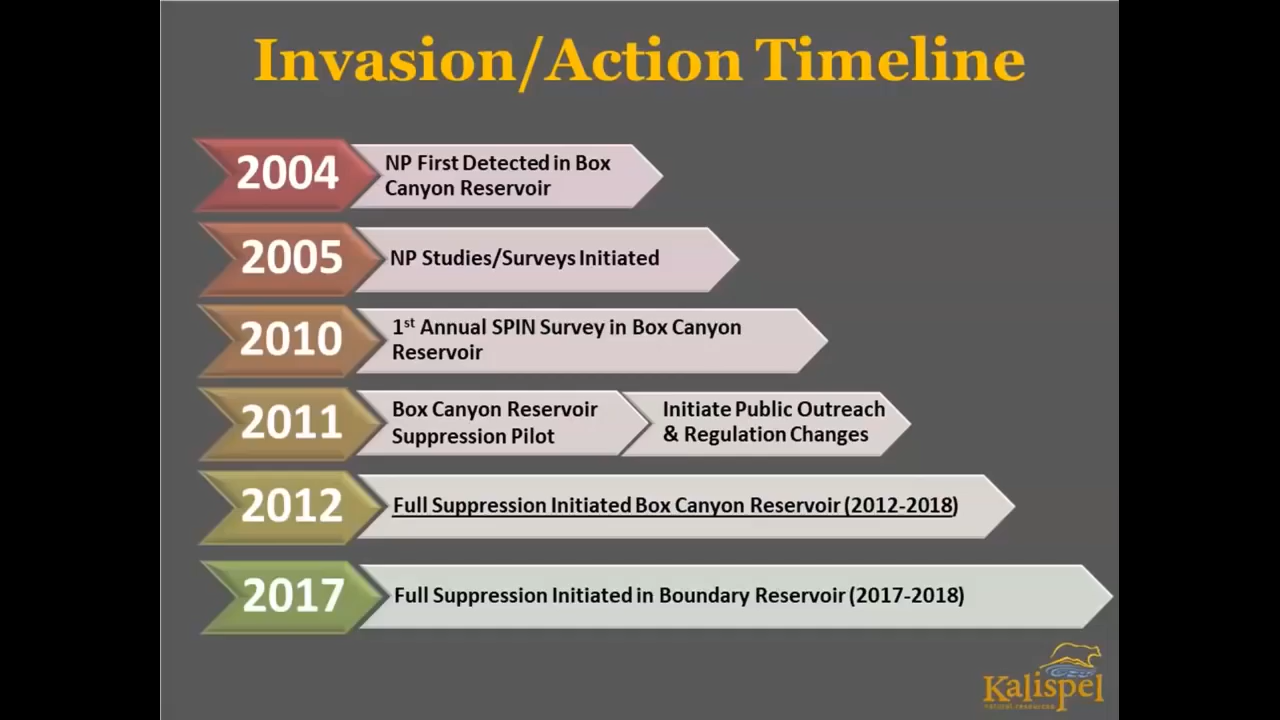 Invasion/Action Timeline
2004
NP First Detected in Box
Canyon Reservoir
2005
NP Studies/Surveys Initiated
2010
1st Annual SPIN Survey in Box Canyon
Reservoir
2011
Box Canyon Reservoir
Suppression Pilot
Initiate Public Outreach
& Regulation Changes
2012
Full Suppression Initiated Box Canyon Reservoir (2012-2018)
2017
Full Suppression Initiated in Boundary Reservoir (2017-2018)
Kalispel
natural resources